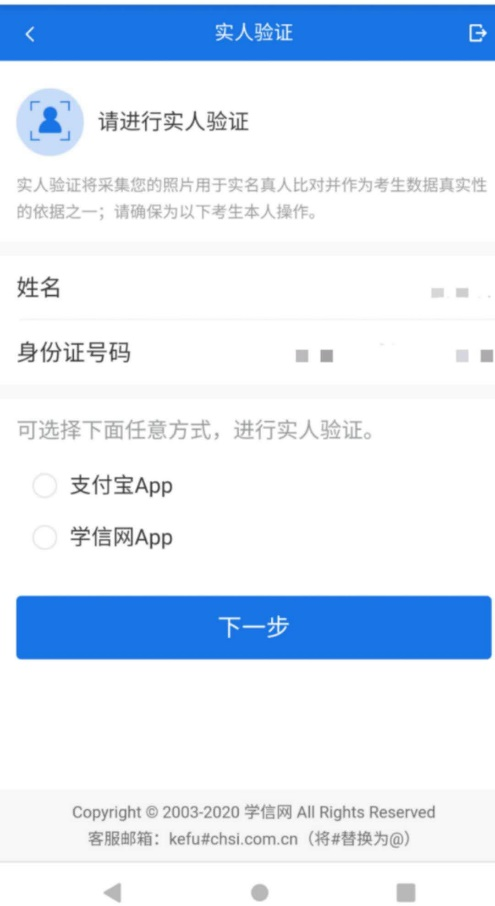 实人验证
请进行实人验证
实人验证将采集您的照片用于实名真人比对并作为考生数据真实性
的依据之一；请确保为以下考生本人操作。
姓名
身份证号码
可选择下面任意方式，进行实人验证。
支付宝App
学信网App
下一步
Copyright © 2003-2020 学信网 All Rights Reserved
客服邮箱：kefu#chsi.com.cn（将#替换为@）